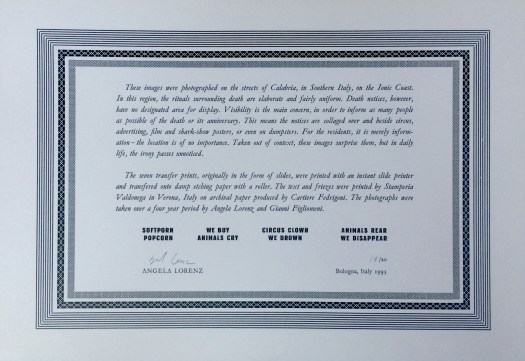 These images were photographed on the streets of Calabria, in Southern Italy, on the Ionic Coast.
In this region, the rituals surrounding death are elaborate and fairly uniform. Death notices, however,
have no designated area for display. Visibility is the main concern, in order to inform as many people
as possible of the death or its anniversary. This means the notices are collaged over and beside circus,
advertising, film and shark-show posters, or even on dumpsters. For the residents, it is merely inform-
ation – the location is of no importance. Taken out of context, these images surprise them, but in daily
life, the irony passes unnoticed.
The seven transfer prints, originally in the form of slides, were printed with an instant slide printer
and transferred onto damp etching paper with a roller. The text and friezes were printed by Stamperia
Valdonega in Verona, Italy on archival paper produced by Cartiere Fedrigoni. The photographs were
taken over a four year period by Angela Lorenz and Gianni Figliomeni.
SOFTPORN WE BUY CIRCUS CLOWN ANIMALS REAR
POPCORN ANIMALS CRY WE DROWN WE DISAPPEAR
ANGELA LORENZ Bologna, Italy 1993